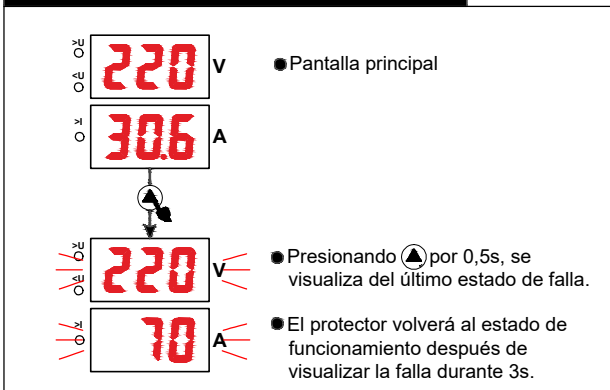 >U
<U
220 V
Pantalla principal
>I
30.6 A
>U
<U
220 V
Presionando por 0,5s, se
visualiza del último estado de falla.
>I
70 A
El protector volverá al estado de
funcionamiento después de
visualizar la falla durante 3s.